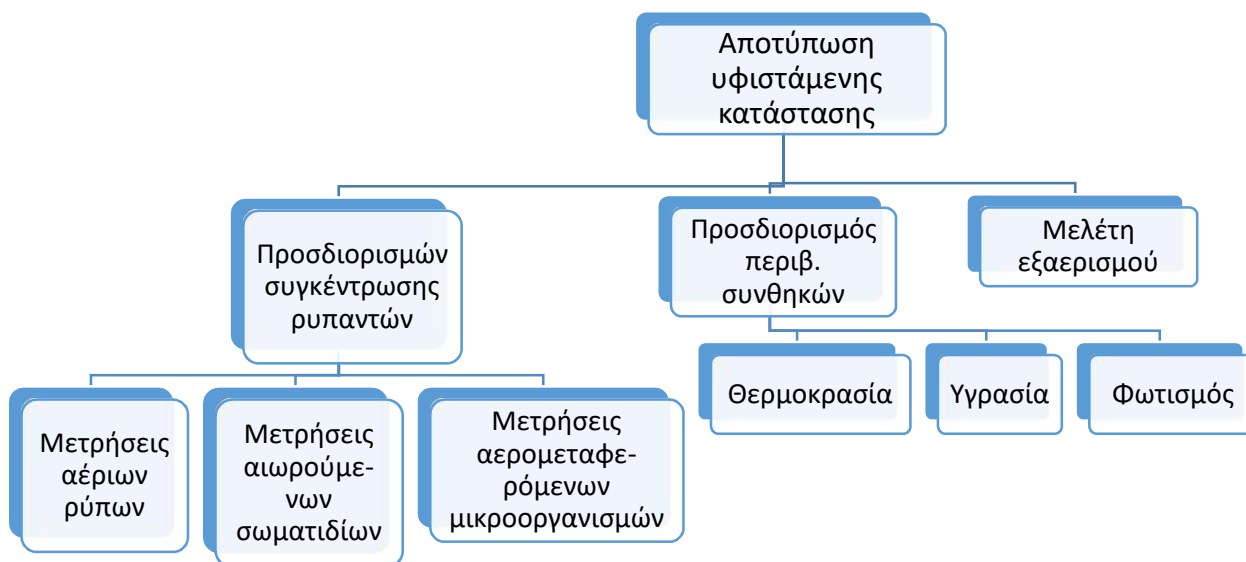 Αποτύπωση
υφιστάμενης
κατάστασης
Προσδιορισμών
συγκέντρωσης
ρυπαντών
Προσδιορισμός
περιβ.
συνθηκών
Μελέτη
εξαερισμού
Μετρήσεις
αέριων
ρύπων
Μετρήσεις
αιωρούμε-
νων
σωματιδίων
Μετρήσεις
αερομεταφε-
ρόμενων
μικροοργανισμών
Θερμοκρασία
Υγρασία
Φωτισμός